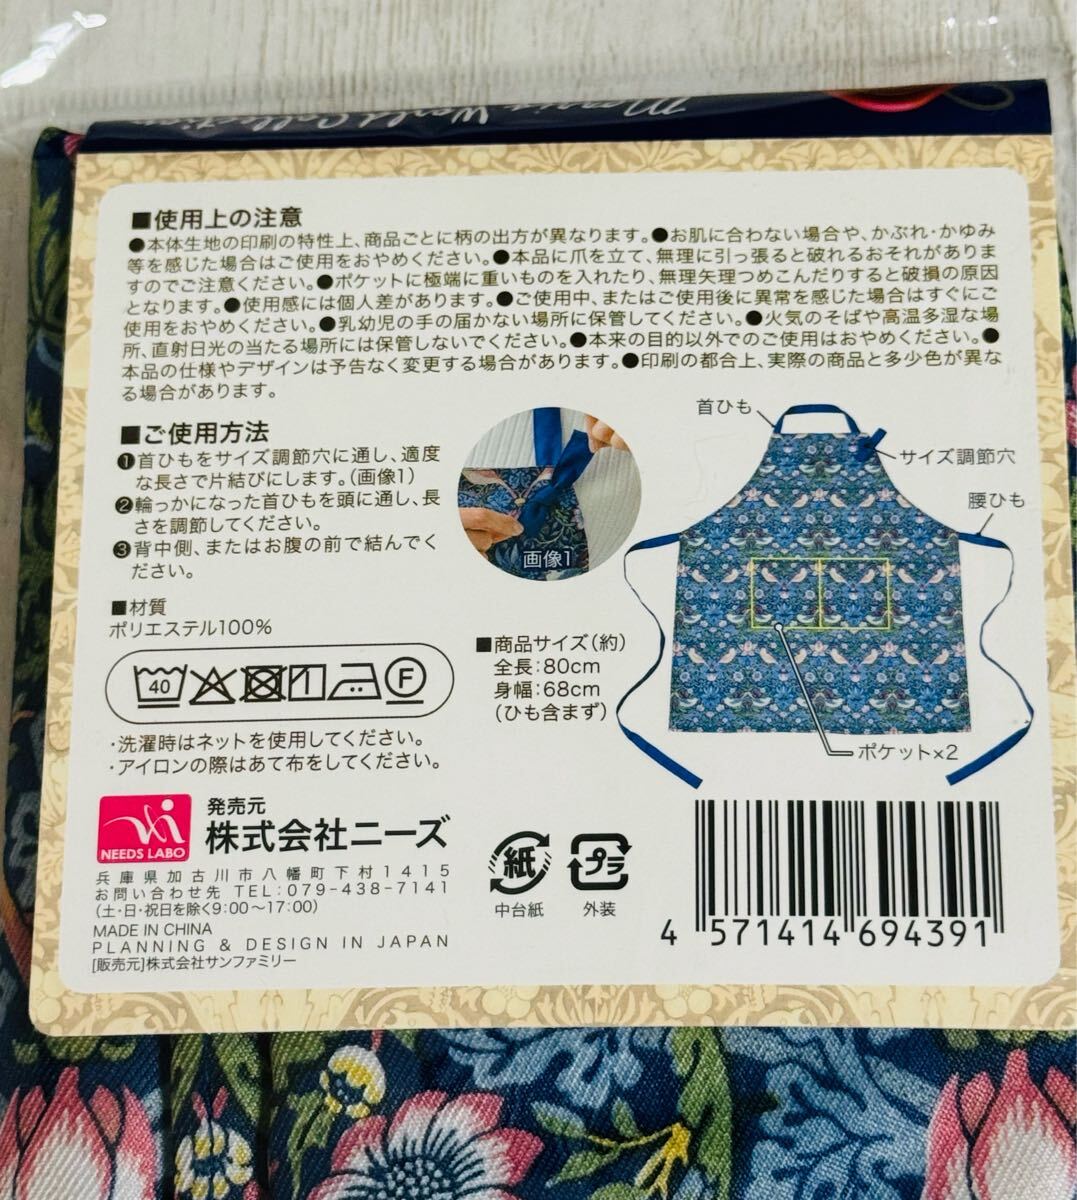 Morris World Collection
■使用上の注意
●本体生地の印刷の特性上、商品ごとに柄の出方が異なります。●お肌に合わない場合や、かぶれ・かゆみ
等を感じた場合はご使用をおやめください。●本品に爪を立て、無理に引っ張ると破れるおそれがありま
すのでご注意ください。●ポケットに極端に重いものを入れたり、無理矢理つめこんだりすると破損の原因
となります。●使用感には個人差があります。●ご使用中、またはご使用後に異常を感じた場合はすぐにご
使用をおやめください。●乳幼児の手の届かない場所に保管してください。●火気のそばや高温多湿な場
所、直射日光の当たる場所には保管しないでください。●本来の目的以外でのご使用はおやめください。●
本品の仕様やデザインは予告なく変更する場合があります。●印刷の都合上、実際の商品と多少色が異な
る場合があります。
■ご使用方法
❶首ひもをサイズ調節穴に通し、適度
な長さで片結びにします。(画像1)
❷輪っかになった首ひもを頭に通し、長
さを調節してください。
❸背中側、またはお腹の前で結んでく
ださい。
画像1
首ひも
サイズ調節穴
腰ひも
ポケット×2
■材質
ポリエステル100%
40
F
・洗濯時はネットを使用してください。
・アイロンの際はあて布をしてください。
■商品サイズ(約)
全長:80cm
身幅:68cm
(ひも含まず)
NEEDS LABO
発売元
株式会社ニーズ
兵庫県加古川市八幡町下村1415
お問い合わせ先 TEL:079-438-7141
(土・日・祝日を除く9:00〜17:00)
MADE IN CHINA
PLANNING & DESIGN IN JAPAN
[販売元]株式会社サンファミリー
紙
中台紙
プラ
外装
4 571414 694391